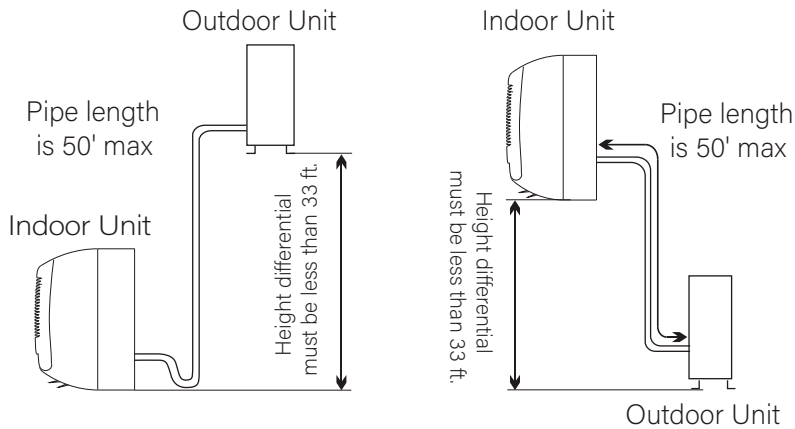 Outdoor Unit
Pipe length
is 50' max
Indoor Unit
Height differential
must be less than 33 ft.
Indoor Unit
Pipe length
is 50' max
Height differential
must be less than 33 ft.
Outdoor Unit